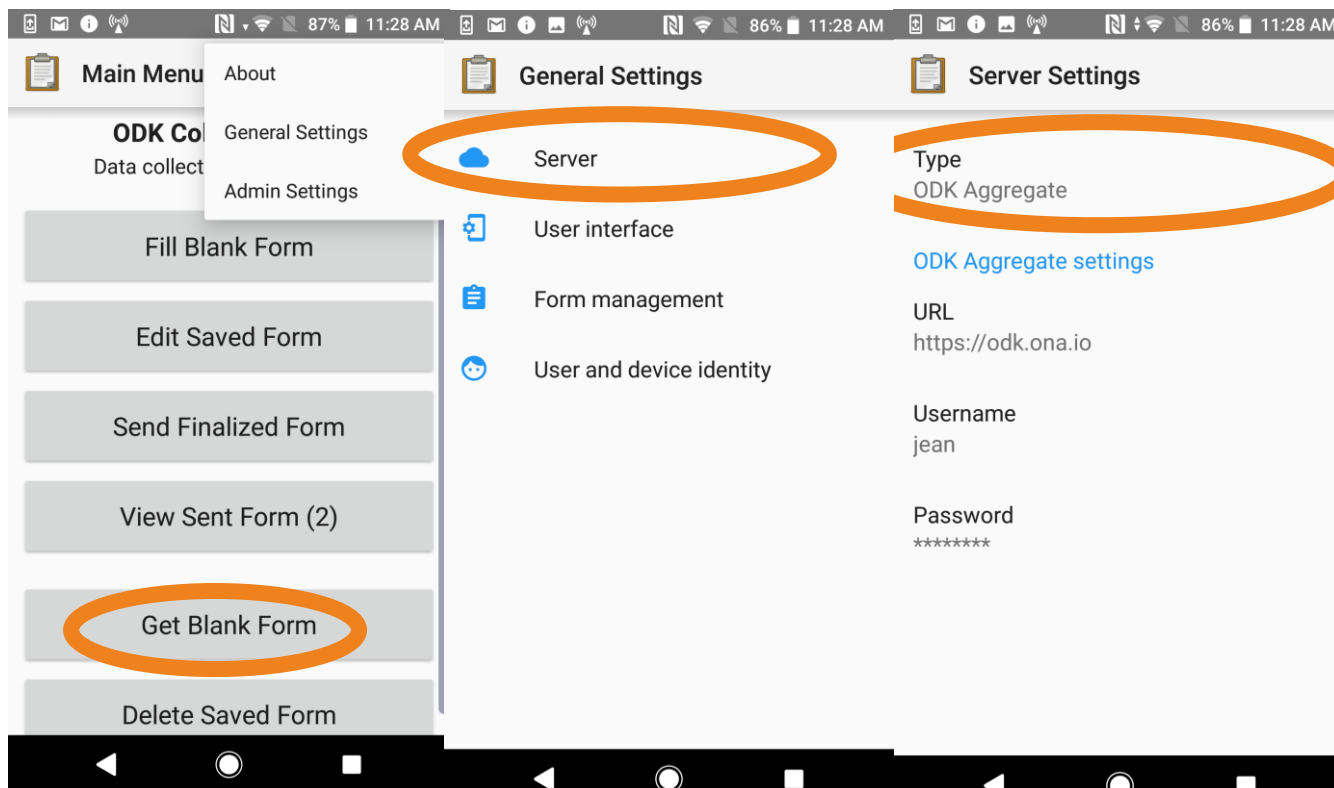 87% 11:28 AM
Main Menu
About
General Settings
Admin Settings
ODK Col
Data collect
Fill Blank Form
Edit Saved Form
Send Finalized Form
View Sent Form (2)
Get Blank Form
Delete Saved Form
86% 11:28 AM
General Settings
Server
User interface
Form management
User and device identity
86% 11:28 AM
Server Settings
Type
ODK Aggregate
ODK Aggregate settings
URL
https://odk.ona.io
Username
jean
Password
********